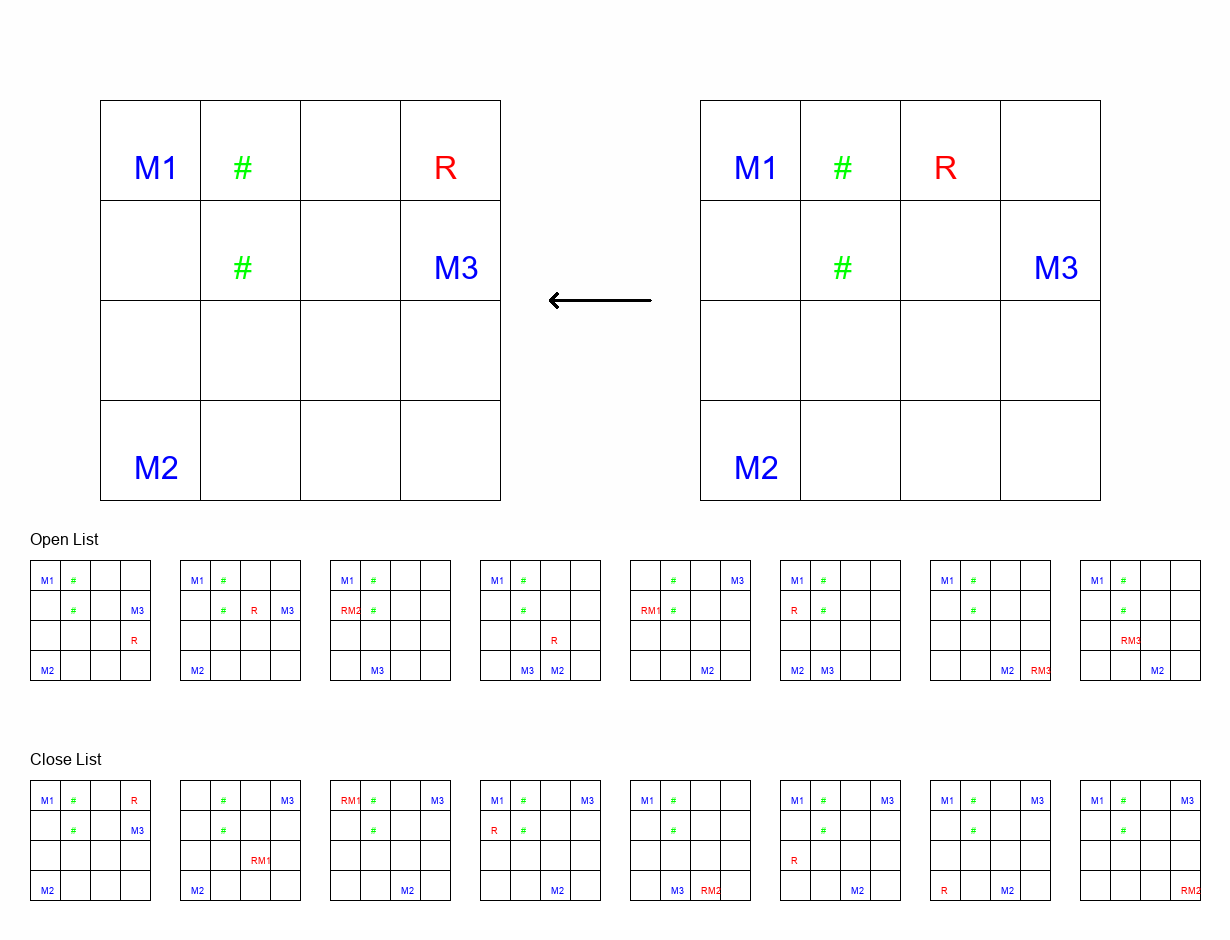 M1 # R M1 # R
# M3 # M3
M2 M2
Open List
M1 # M1 # M1 # M1 # # M3 M1 # M1 # M1 #
# M3 # R M3 RM2 # # RM1 # R # # #
R R RM3
M2 M2 M3 M3 M2 M2 M2 M3 M2 RM3 M2
Close List
M1 # R # M3 RM1 # M3 M1 # M3 M1 # M1 # M3 M1 # M3 M1 # M3
# M3 # # R # # # # #
RM1 R
M2 M2 M2 M2 M3 RM2 M2 R M2 RM2